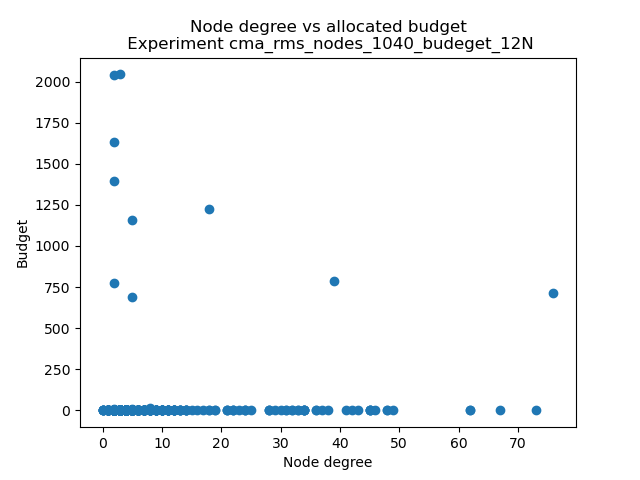 Node degree vs allocated budget
Experiment cma_rms_nodes_1040_budeget_12N
2000
1750
1500
1250
1000
750
500
250
0
Budget
0 10 20 30 40 50 60 70
Node degree